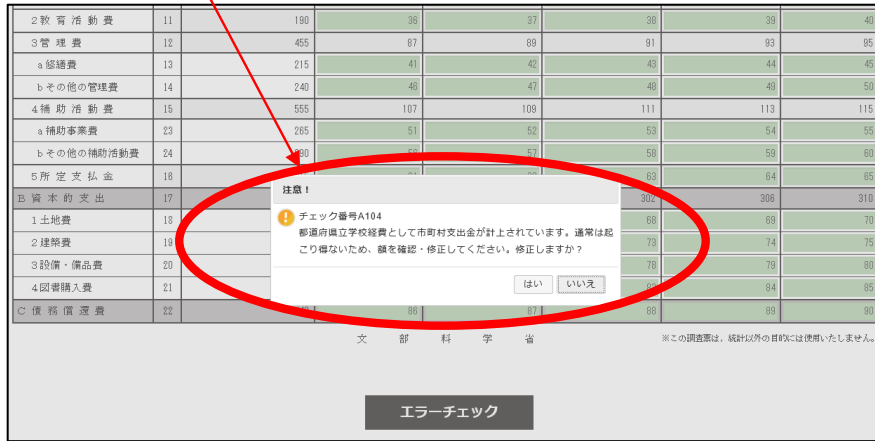 2教 育 活 動 費 11 190 36 37 38 39 40
3管 理 費 12 455 87 89 91 93 95
a 修繕費 13 215 41 42 43 44 45
b その他の管理費 14 240 46 47 48 49 50
4補 助 活 動 費 15 555 107 109 111 113 115
a 補助事業費 23 265 51 52 53 54 55
b その他の補助活動費 24 57 58 59 60
5所 定 支 払 金 16 63 64 65
B 資 本 的 支 出 17 302 306 310
1 土地費 18 68 69 70
2 建築費 19 73 74 75
3 設備・備品費 20 78 79 80
4 図書購入費 21 84 85
C 債 務 償 還 費 22 86 87 88 89 90
注意！
チェック番号A104
都道府県立学校経費として市町村支出金が計上されています。通常は起
こり得ないため、額を確認・修正してください。修正しますか？
はい いいえ
文 部 科 学 省 ※この調査票は、統計以外の目的には使用いたしません。
エラーチェック